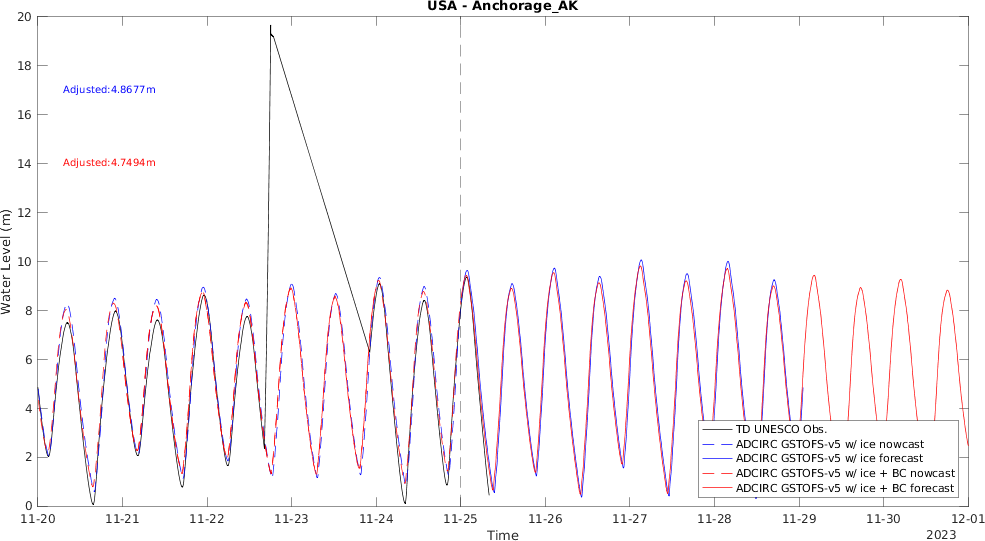 USA - Anchorage_AK
Water Level (m)
20
18
16
14
12
10
8
6
4
2
0
Adjusted:4.8677m
Adjusted:4.7494m
TD UNESCO Obs.
ADCIRC GSTOFS-v5 w/ ice nowcast
ADCIRC GSTOFS-v5 w/ ice forecast
ADCIRC GSTOFS-v5 w/ ice + BC nowcast
ADCIRC GSTOFS-v5 w/ ice + BC forecast
11-20 11-21 11-22 11-23 11-24 11-25 11-26 11-27 11-28 11-29 11-30 12-01
Time
2023